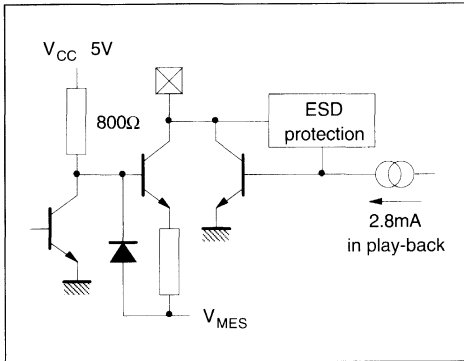 V_CC 5V
800Ω
ESD
protection
2.8mA
in play-back
V_MES